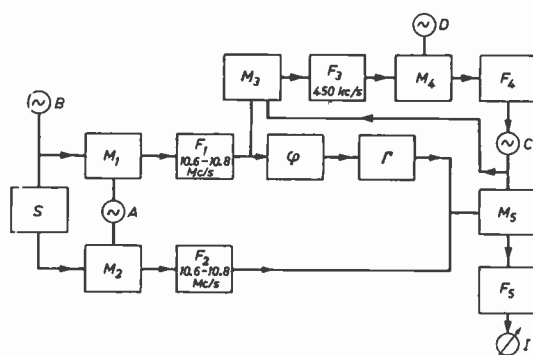 D
M3
F3
450 kc/s
M4
F4
B
C
M1
F1
10.6-10.8
Mc/s
φ
Γ
S
A
M5
M2
F2
10.6-10.8
Mc/s
F5
I